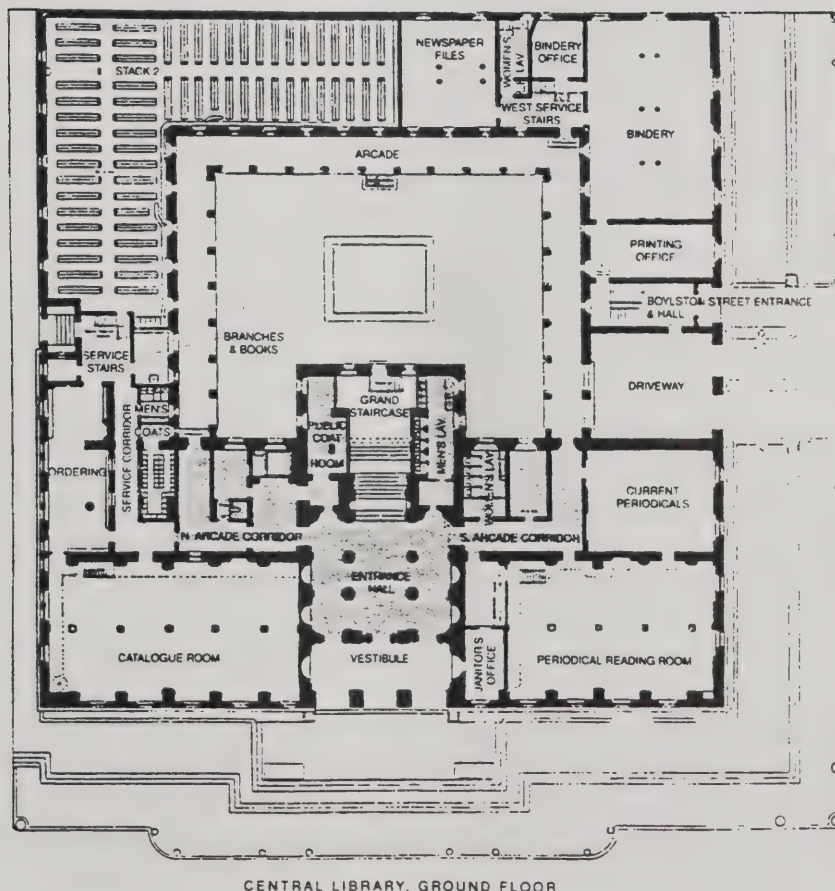 NEWSPAPER
FILES
WOMEN'S
LAV.
BINDERY
OFFICE
STACK 2
WEST SERVICE
STAIRS
BINDERY
ARCADE
PRINTING
OFFICE
BOYLSTON STREET ENTRANCE
& HALL
BRANCHES
& BOOKS
SERVICE
STAIRS
DRIVEWAY
GRAND
STAIRCASE
MEN'S
COATS
PUBLIC
COAT
ROOM
MEN'S LAV.
SERVICE CORRIDOR
ORDERING
WOMEN'S LAV.
CURRENT
PERIODICALS
N. ARCADE CORRIDOR
S. ARCADE CORRIDOR
ENTRANCE
HALL
CATALOGUE ROOM
VESTIBULE
JANITOR'S
OFFICE
PERIODICAL READING ROOM
CENTRAL LIBRARY, GROUND FLOOR